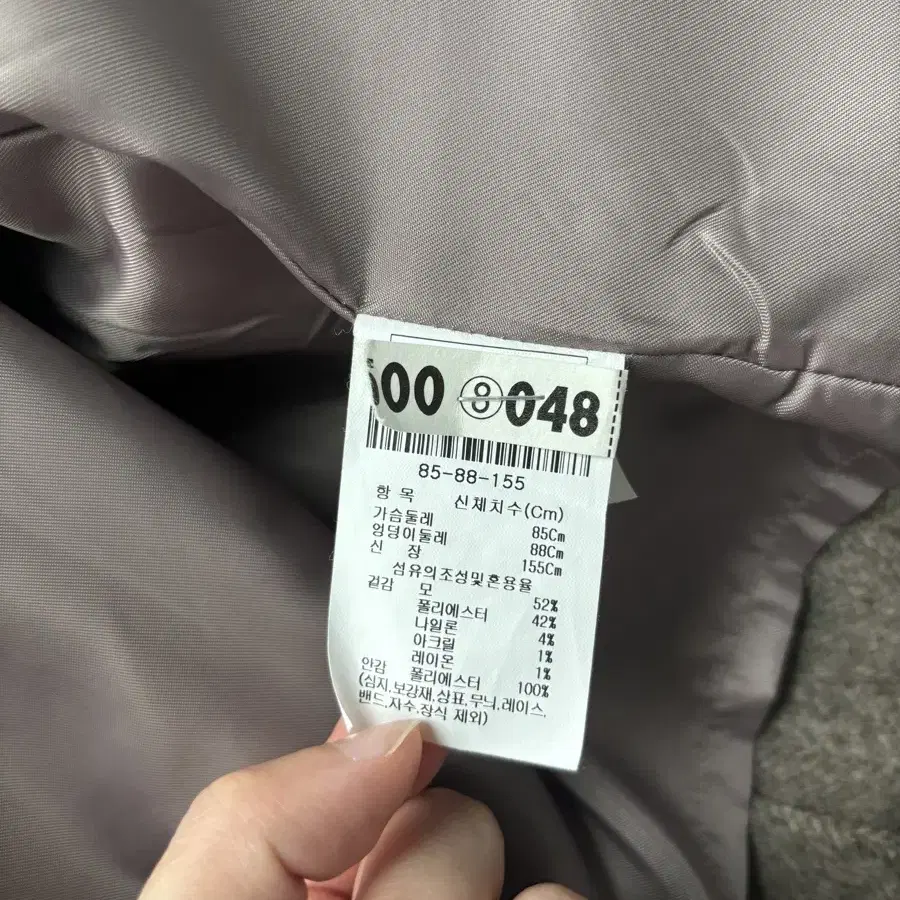 600 ⑧048
85-88-155
항 목 신체치수(Cm)
가슴둘레 85Cm
엉덩이둘레 88Cm
신 장 155Cm
섬유의조성및혼용율
겉감 모 52%
폴리에스터 42%
나일론 4%
아크릴 1%
레이온 1%
안감 폴리에스터 100%
(심지,보강재,상표,무늬,레이스,
밴드,자수,장식 제외)